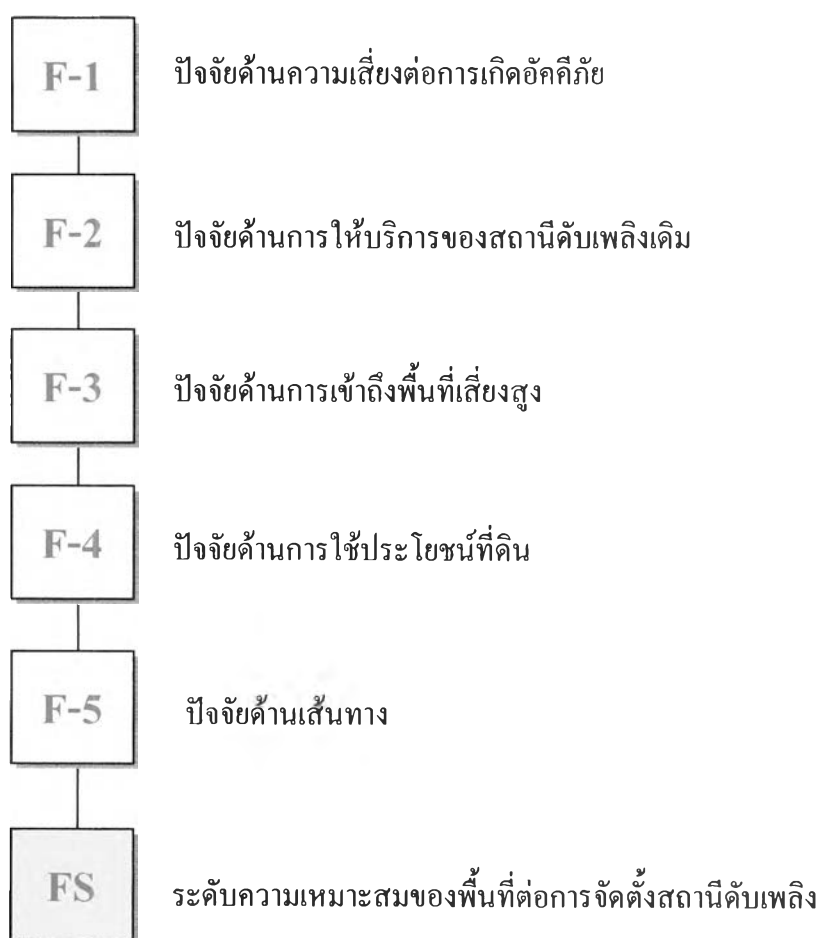 F-1 ปัจจัยด้านความเสี่ยงต่อการเกิดอัคคีภัย
F-2 ปัจจัยด้านการให้บริการของสถานีดับเพลิงเดิม
F-3 ปัจจัยด้านการเข้าถึงพื้นที่เสี่ยงสูง
F-4 ปัจจัยด้านการใช้ประโยชน์ที่ดิน
F-5 ปัจจัยด้านเส้นทาง
FS ระดับความเหมาะสมของพื้นที่ต่อการจัดตั้งสถานีดับเพลิง